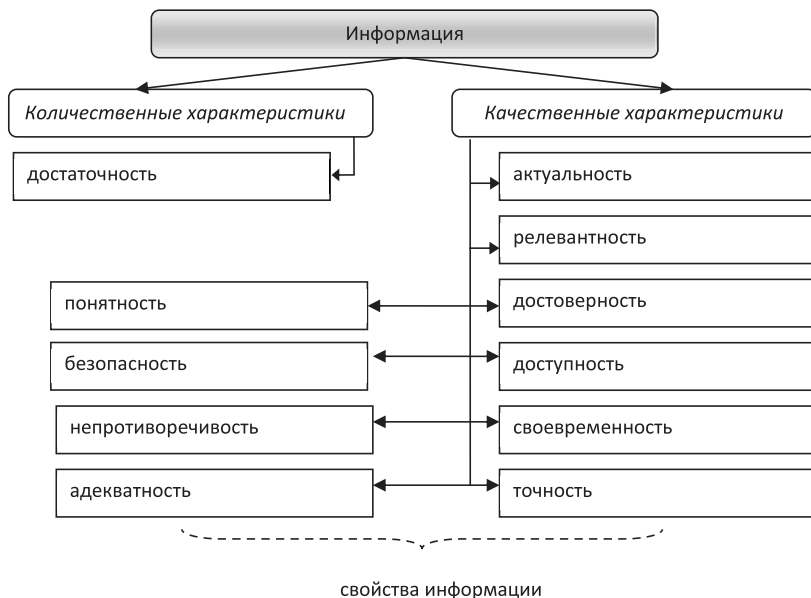 Информация
Количественные характеристики
Качественные характеристики
достаточность
актуальность
релевантность
понятность
достоверность
безопасность
доступность
непротиворечивость
своевременность
адекватность
точность
свойства информации